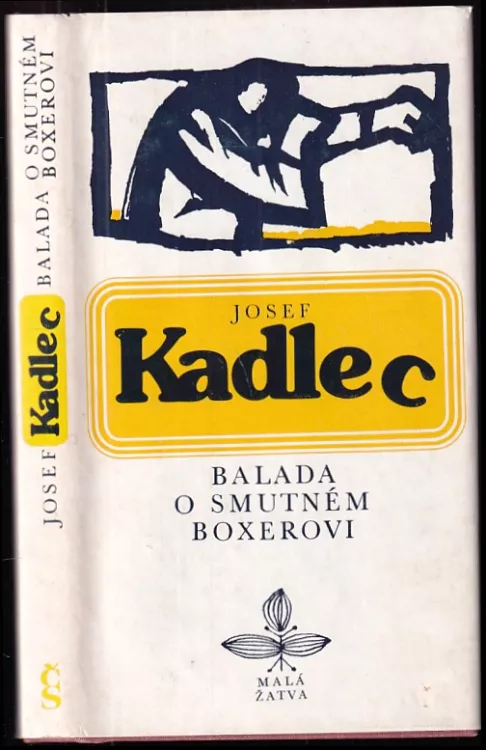 JOSEF
Kadlec
BALADA
O SMUTNÉM
BOXEROVI
MALÁ
ŽATVA
JOSEF Kadlec BALADA O SMUTNÉM
BOXEROVI